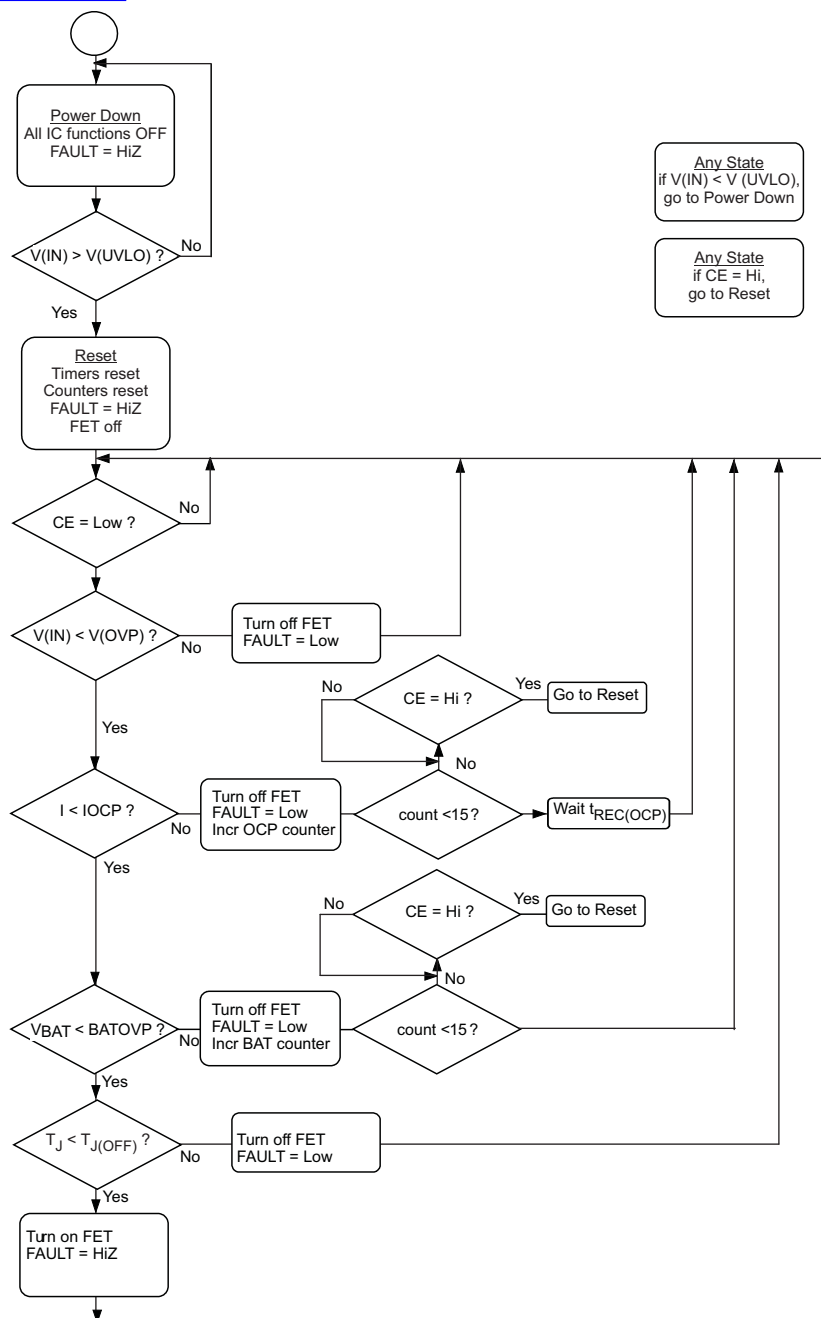 Power Down
All IC functions OFF
FAULT = HiZ
Any State
if V(IN) < V (UVLO),
go to Power Down
V(IN) > V(UVLO) ?
No
Any State
if CE = Hi,
go to Reset
Yes
Reset
Timers reset
Counters reset
FAULT = HiZ
FET off
CE = Low ?
No
V(IN) < V(OVP) ?
No
Turn off FET
FAULT = Low
Yes
No
CE = Hi ?
Yes
Go to Reset
No
I < IOCP ?
No
Turn off FET
FAULT = Low
Incr OCP counter
count <15?
Wait tREC(OCP)
Yes
No
CE = Hi ?
Yes
Go to Reset
No
VBAT < BATOVP ?
No
Turn off FET
FAULT = Low
Incr BAT counter
count <15?
Yes
TJ < TJ(OFF) ?
No
Turn off FET
FAULT = Low
Yes
Turn on FET
FAULT = HiZ